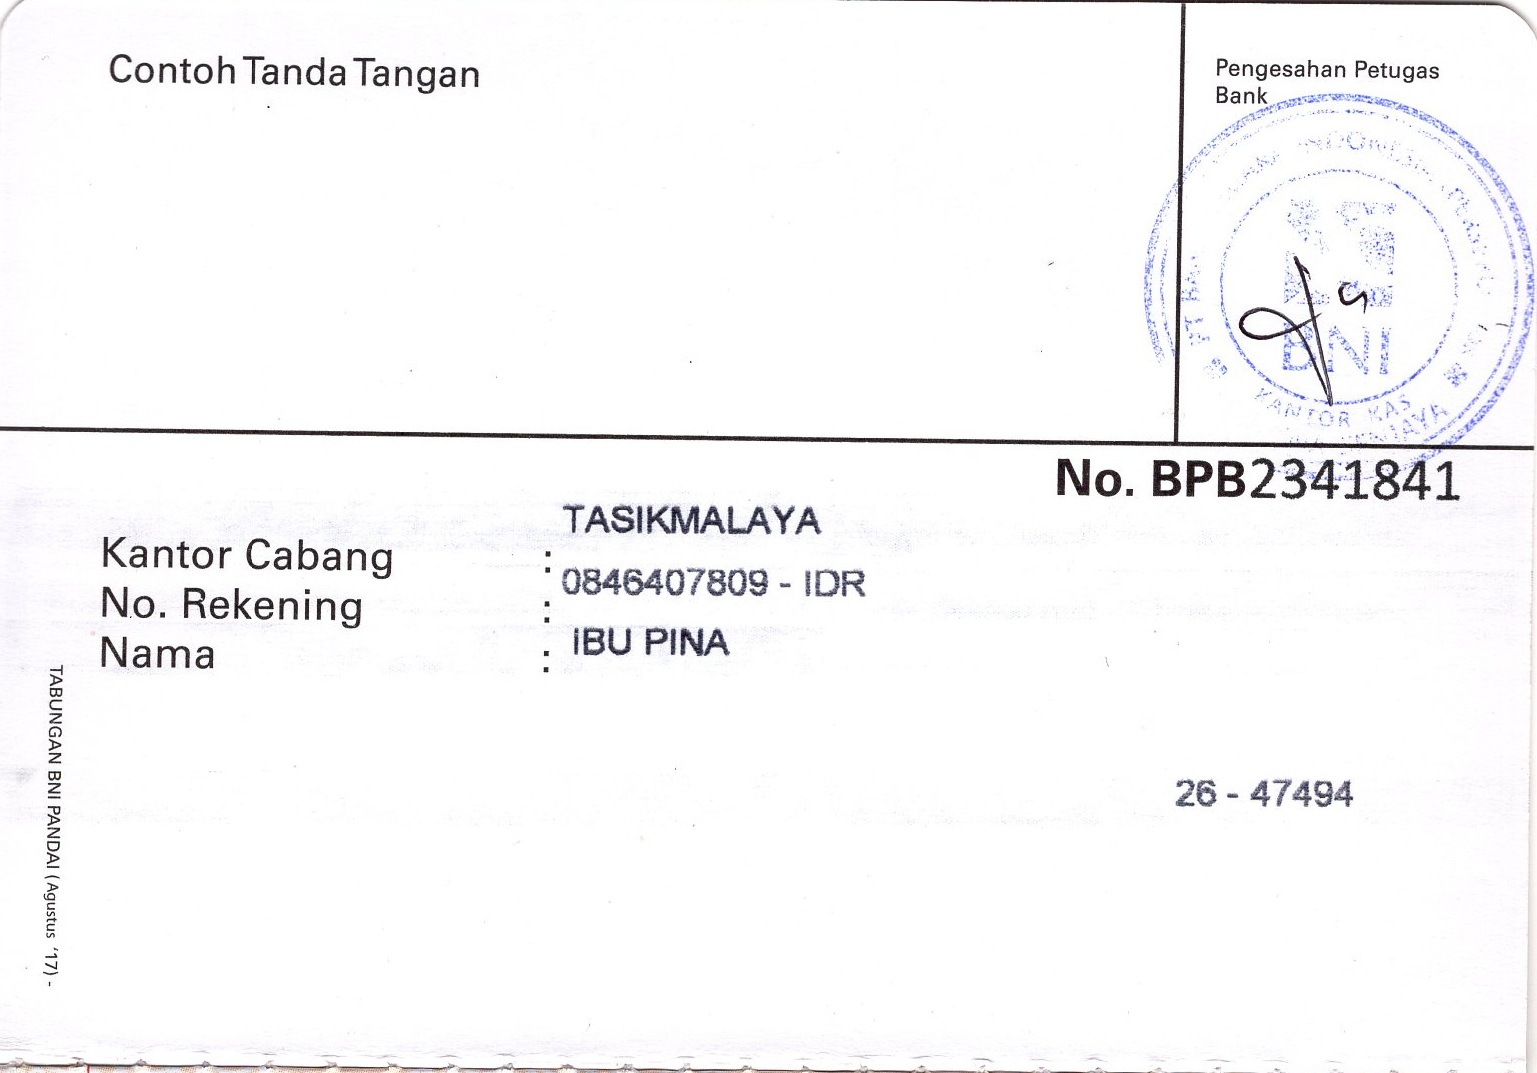 Contoh Tanda Tangan
Pengesahan Petugas
Bank
BNI
KANTOR KAS
No. BPB2341841
TASIKMALAYA
Kantor Cabang :
0846407809 - IDR
No. Rekening :
IBU PINA
Nama :
26 - 47494
TABUNGAN BNI PANDAI (Agustus '17) -